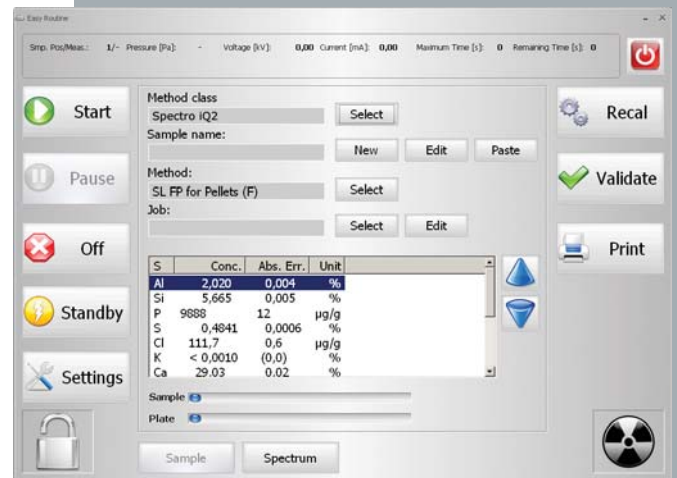 Easy Routine
Smp. Pos/Meas.: 1/- Pressure [Pa]: - Voltage [kV]: 0,00 Current [mA]: 0,00 Maximum Time [s]: 0 Remaining Time [s]: 0
Start
Pause
Off
Standby
Settings
Method class
Spectro iQ2
Select
Sample name:
New Edit Paste
Method:
SL FP for Pellets (F)
Select
Job:
Select Edit
S Conc. Abs. Err. Unit
Al 2,020 0,004 %
Si 5,665 0,005 %
P 9888 12 µg/g
S 0,4841 0,0006 %
Cl 111,7 0,6 µg/g
K < 0,0010 (0,0) %
Ca 29.03 0.02 %
Sample
Plate
Sample Spectrum
Recal
Validate
Print